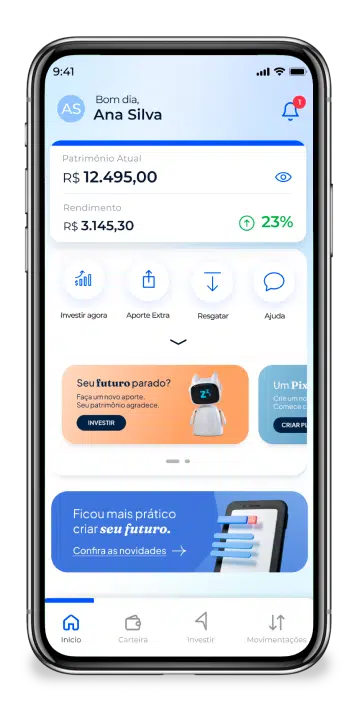 9:41
AS
Bom dia,
Ana Silva
1
Patrimônio Atual
R$ 12.495,00
Rendimento
R$ 3.145,30
23%
Investir agora
Aporte Extra
Resgatar
Ajuda
Seu futuro parado?
Faça um novo aporte.
Seu patrimônio agradece.
INVESTIR
zz
Um Pix
Crie um no
Comece c
CRIAR PL
Ficou mais prático
criar seu futuro.
Confira as novidades
Início
Carteira
Investir
Movimentações